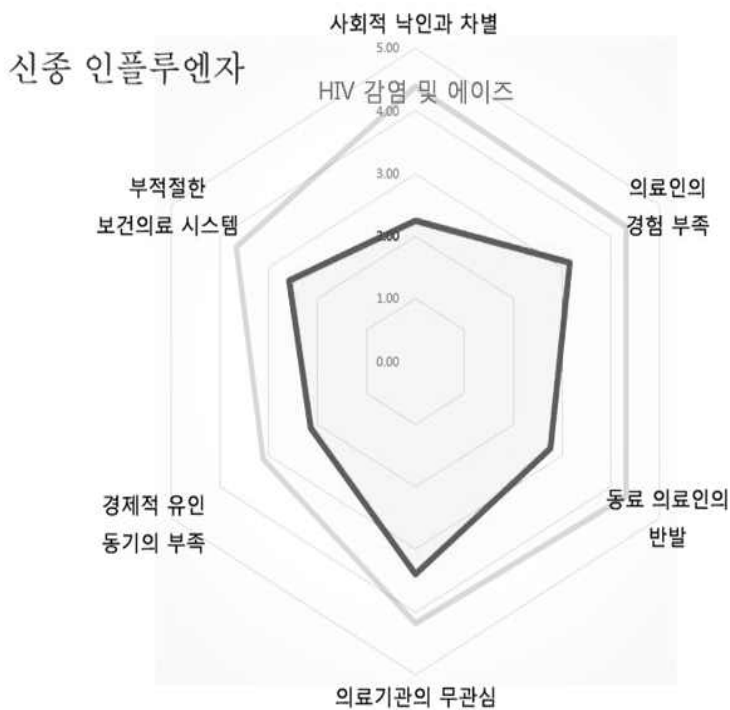 사회적 낙인과 차별
5.00
신종 인플루엔자
HIV 감염 및 에이즈
4.00
3.00
부적절한
보건의료 시스템
의료인의
경험 부족
2.00
1.00
0.00
경제적 유인
동기의 부족
동료 의료인의
반발
의료기관의 무관심